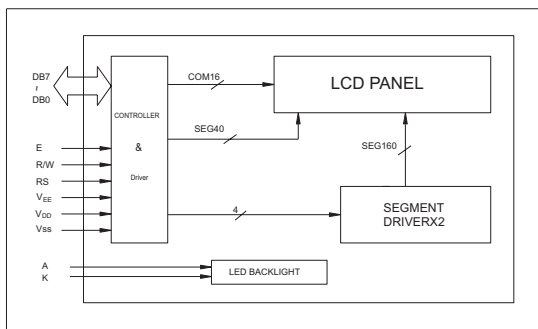 DB7
~
DB0
E
R/W
RS
VEE
VDD
Vss
A
K
CONTROLLER
&
Driver
COM16
SEG40
4
LCD PANEL
SEG160
SEGMENT
DRIVERX2
LED BACKLIGHT